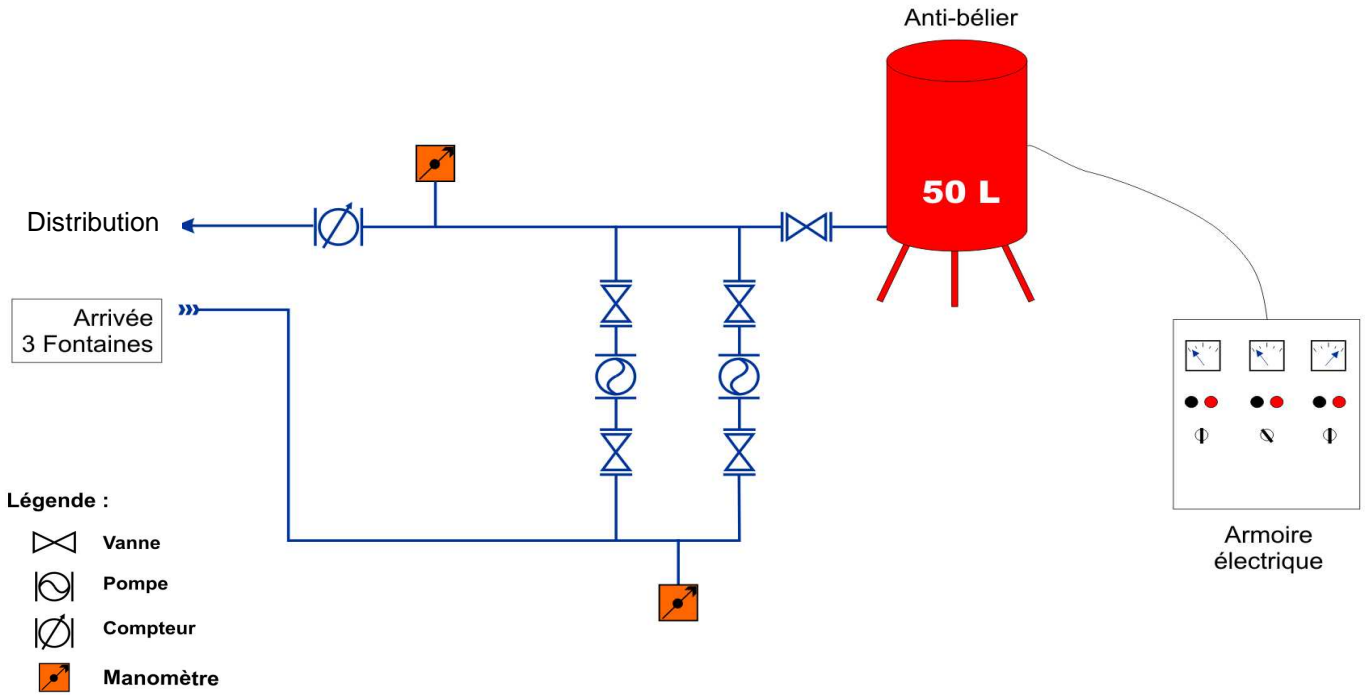 Anti-bélier
50 L
Distribution
Arrivée
3 Fontaines
Armoire
électrique
Légende :
Vanne
Pompe
Compteur
Manomètre